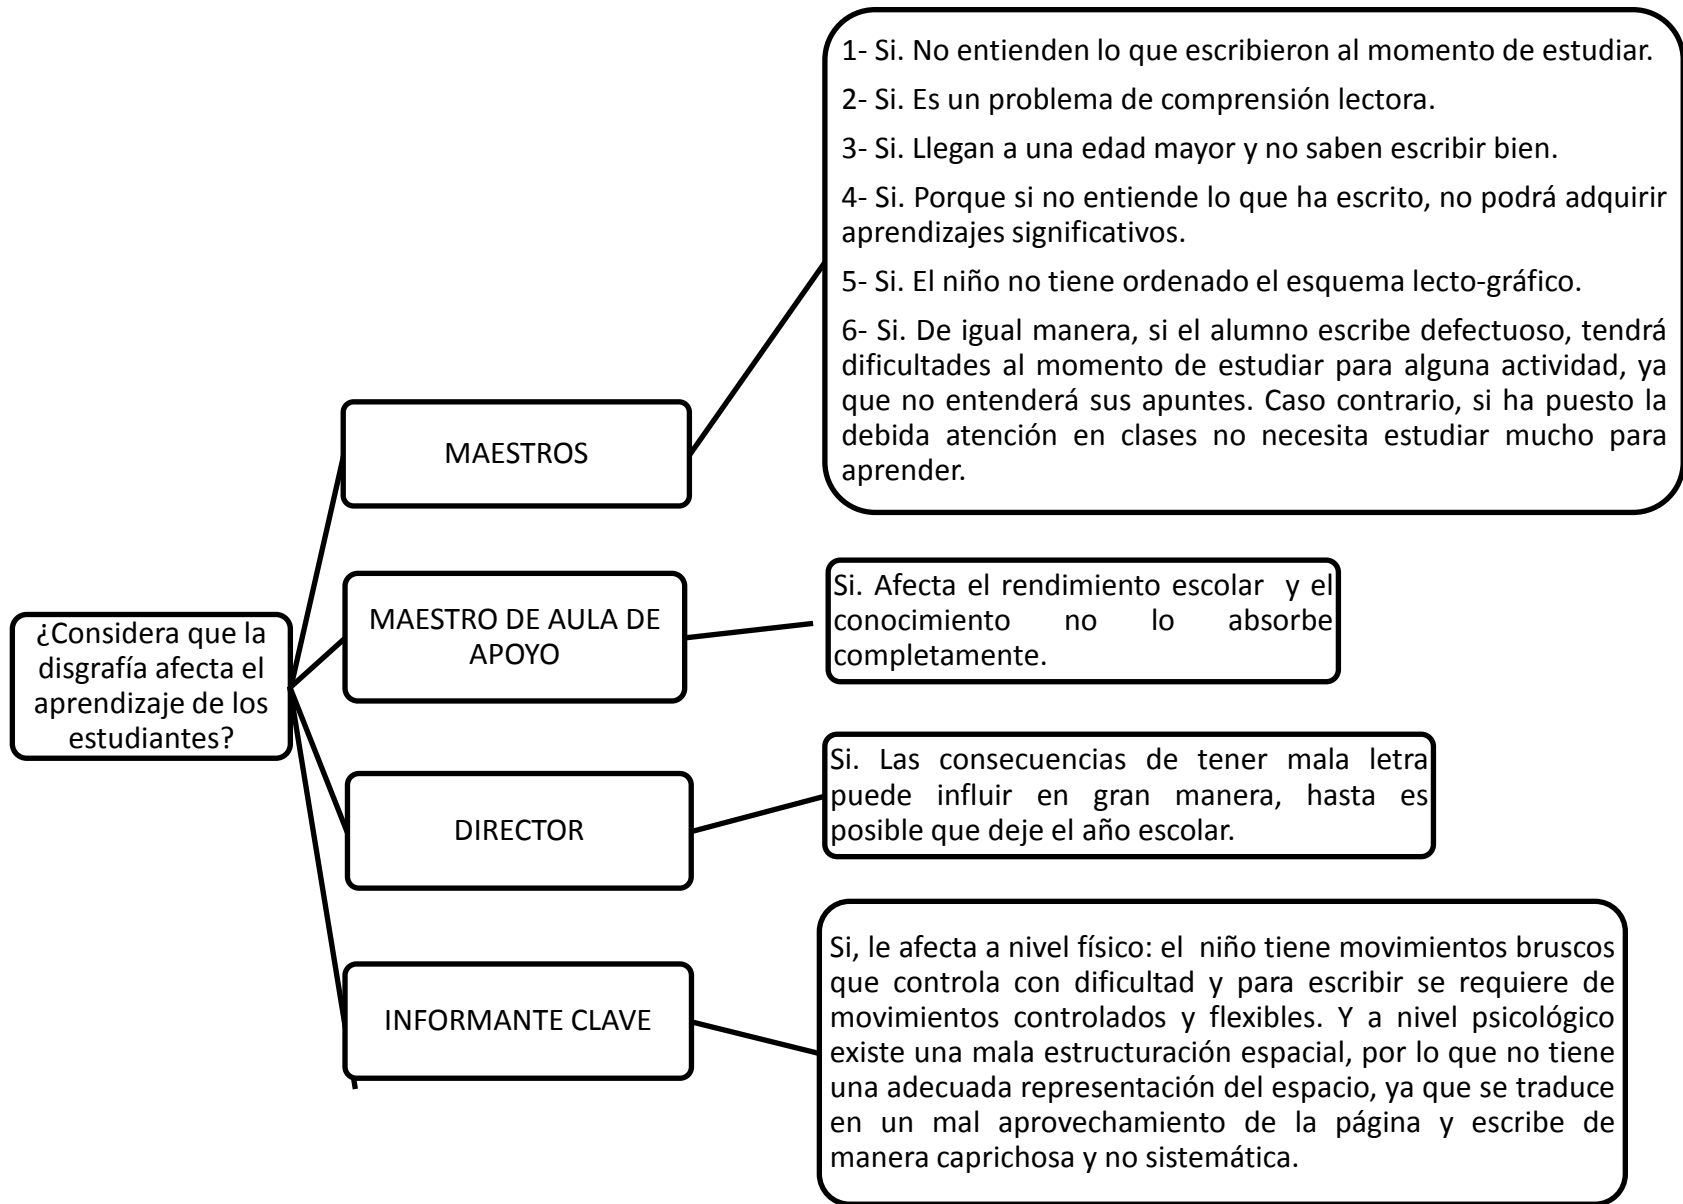 ¿Considera que la
disgrafía afecta el
aprendizaje de los
estudiantes?
MAESTROS
1- Si. No entienden lo que escribieron al momento de estudiar.
2- Si. Es un problema de comprensión lectora.
3- Si. Llegan a una edad mayor y no saben escribir bien.
4- Si. Porque si no entiende lo que ha escrito, no podrá adquirir
aprendizajes significativos.
5- Si. El niño no tiene ordenado el esquema lecto-gráfico.
6- Si. De igual manera, si el alumno escribe defectuoso, tendrá
dificultades al momento de estudiar para alguna actividad, ya
que no entenderá sus apuntes. Caso contrario, si ha puesto la
debida atención en clases no necesita estudiar mucho para
aprender.
MAESTRO DE AULA DE
APOYO
Si. Afecta el rendimiento escolar y el
conocimiento no lo absorbe
completamente.
DIRECTOR
Si. Las consecuencias de tener mala letra
puede influir en gran manera, hasta es
posible que deje el año escolar.
INFORMANTE CLAVE
Si, le afecta a nivel físico: el niño tiene movimientos bruscos
que controla con dificultad y para escribir se requiere de
movimientos controlados y flexibles. Y a nivel psicológico
existe una mala estructuración espacial, por lo que no tiene
una adecuada representación del espacio, ya que se traduce
en un mal aprovechamiento de la página y escribe de
manera caprichosa y no sistemática.